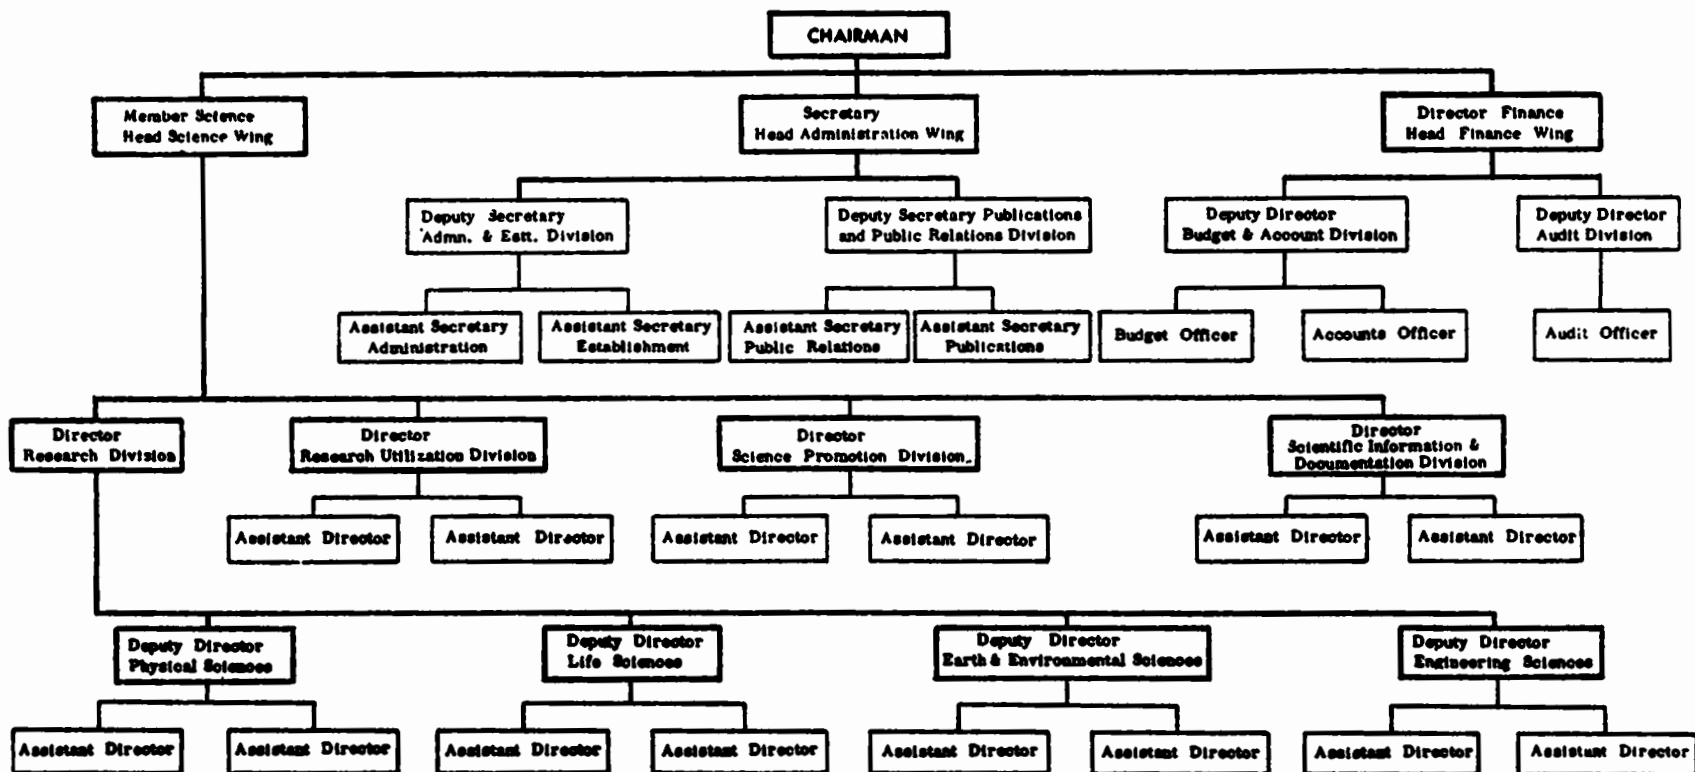 CHAIRMAN
Member Science
Head Science Wing
Secretary
Head Administration Wing
Director Finance
Head Finance Wing
Deputy Secretary
Admn. & Estt. Division
Deputy Secretary Publications
and Public Relations Division
Deputy Director
Budget & Account Division
Deputy Director
Audit Division
Assistant Secretary
Administration
Assistant Secretary
Establishment
Assistant Secretary
Public Relations
Assistant Secretary
Publications
Budget Officer
Accounts Officer
Audit Officer
Director
Research Division
Director
Research Utilization Division
Director
Science Promotion Division.
Director
Scientific Information &
Documentation Division
Assistant Director
Assistant Director
Assistant Director
Assistant Director
Assistant Director
Assistant Director
Deputy Director
Physical Sciences
Deputy Director
Life Sciences
Deputy Director
Earth & Environmental Sciences
Deputy Director
Engineering Sciences
Assistant Director
Assistant Director
Assistant Director
Assistant Director
Assistant Director
Assistant Director
Assistant Director
Assistant Director